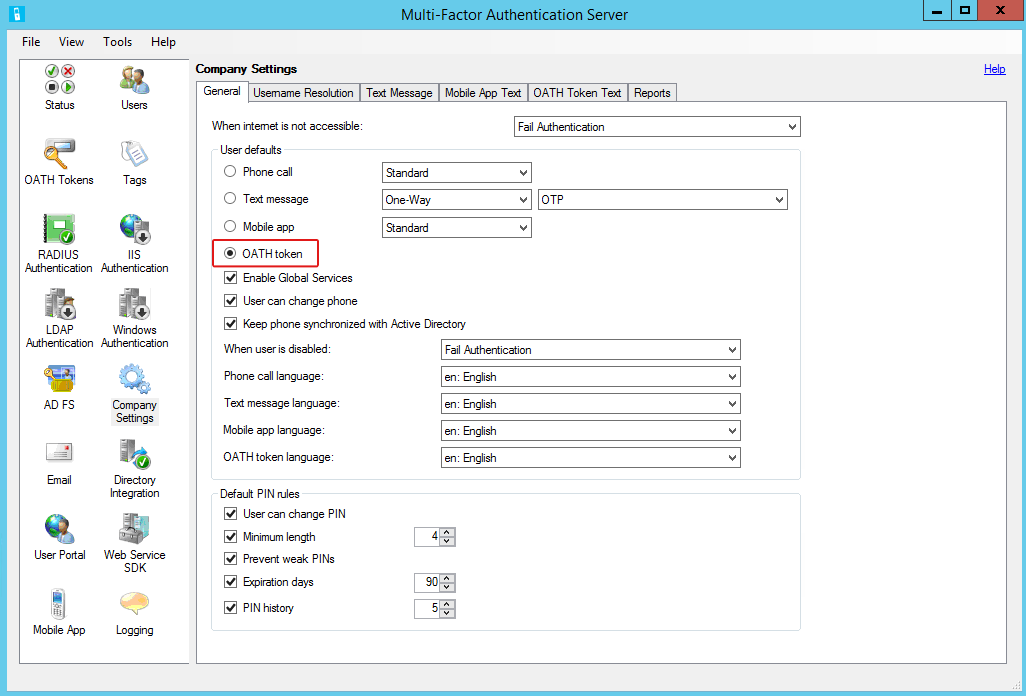 Multi-Factor Authentication Server
File View Tools Help
Status
Users
OATH Tokens
Tags
RADIUS
Authentication
IIS
Authentication
LDAP
Authentication
Windows
Authentication
AD FS
Company
Settings
Email
Directory
Integration
User Portal
Web Service
SDK
Mobile App
Logging
Company Settings
Help
General Username Resolution Text Message Mobile App Text OATH Token Text Reports
When internet is not accessible: Fail Authentication
User defaults
Phone call Standard
Text message One-Way OTP
Mobile app Standard
OATH token
Enable Global Services
User can change phone
Keep phone synchronized with Active Directory
When user is disabled: Fail Authentication
Phone call language: en: English
Text message language: en: English
Mobile app language: en: English
OATH token language: en: English
Default PIN rules
User can change PIN
Minimum length 4
Prevent weak PINs
Expiration days 90
PIN history 5